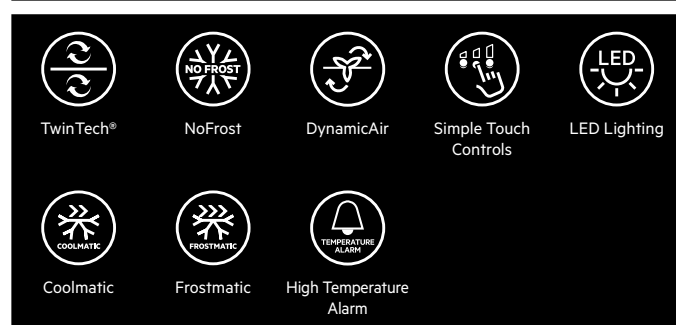 NO FROST
LED
TwinTech®
NoFrost
DynamicAir
Simple Touch
Controls
LED Lighting
COOLMATIC
FROSTMATIC
TEMPERATURE
ALARM
Coolmatic
Frostmatic
High Temperature
Alarm